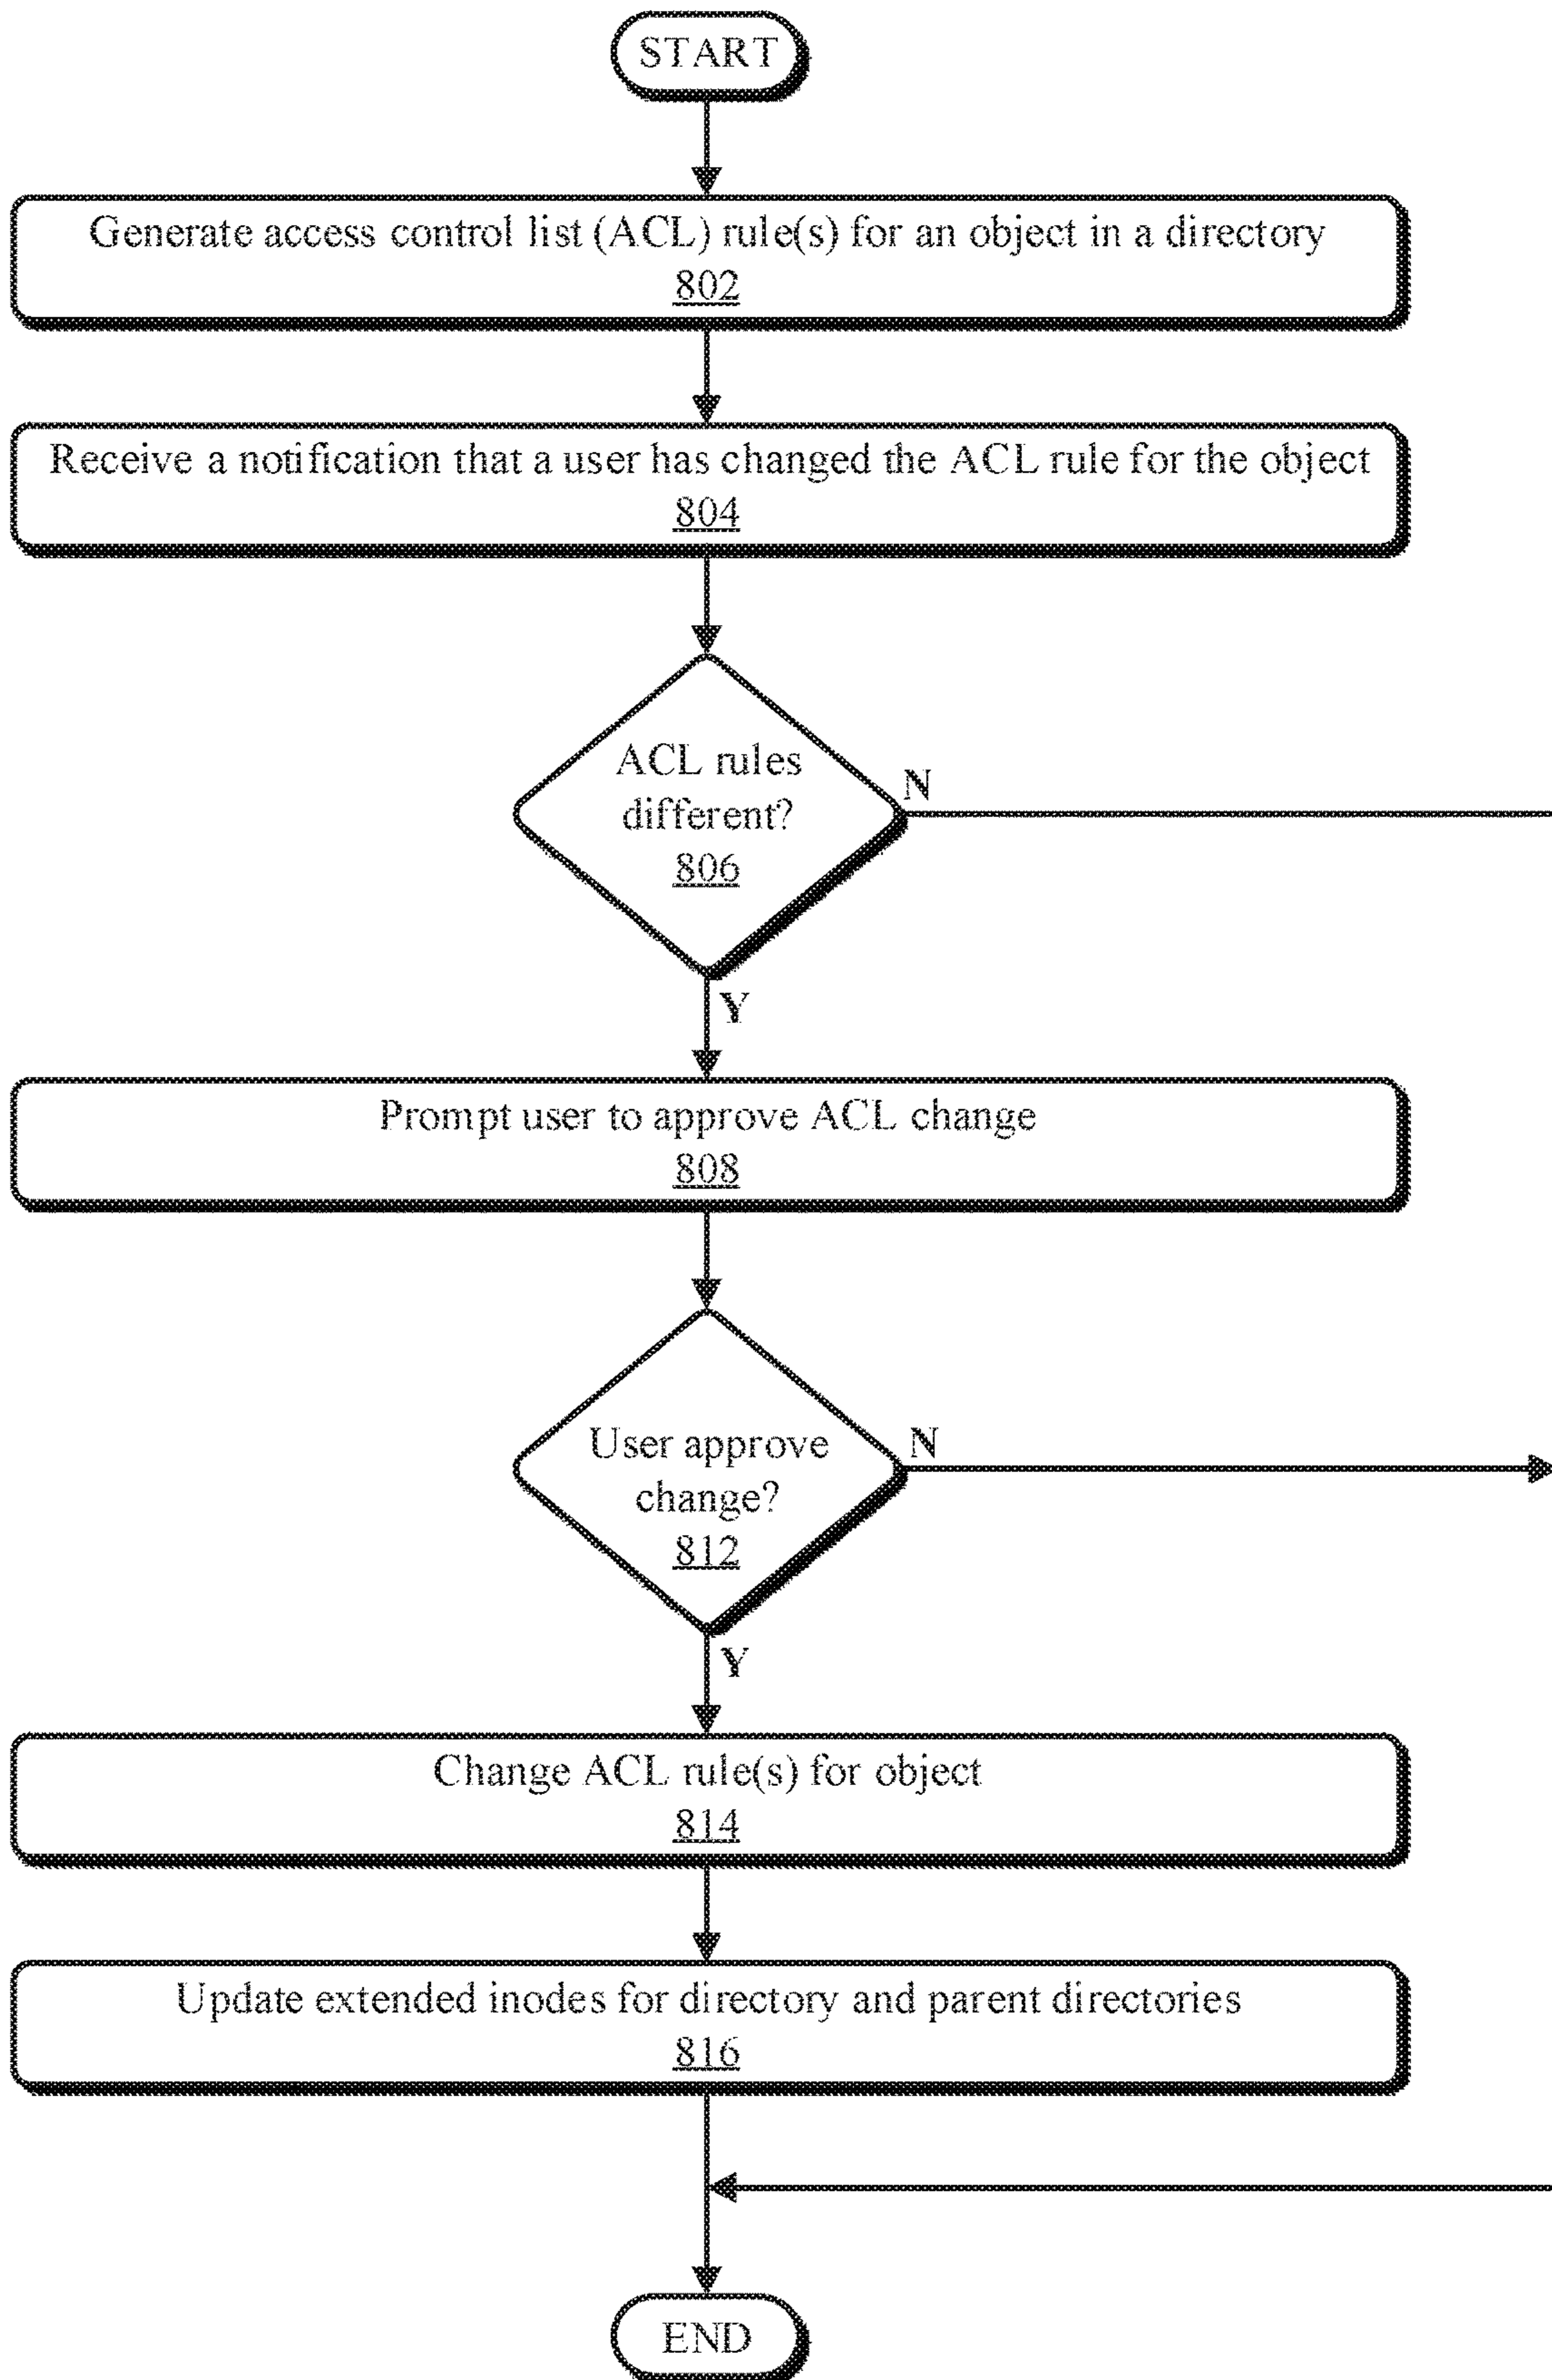 START
Generate access control list (ACL) rule(s) for an object in a directory
802
Receive a notification that a user has changed the ACL rule for the object
804
ACL rules
different?
806
N
Y
Prompt user to approve ACL change
808
User approve
change?
812
N
Y
Change ACL rule(s) for object
814
Update extended inodes for directory and parent directories
816
END